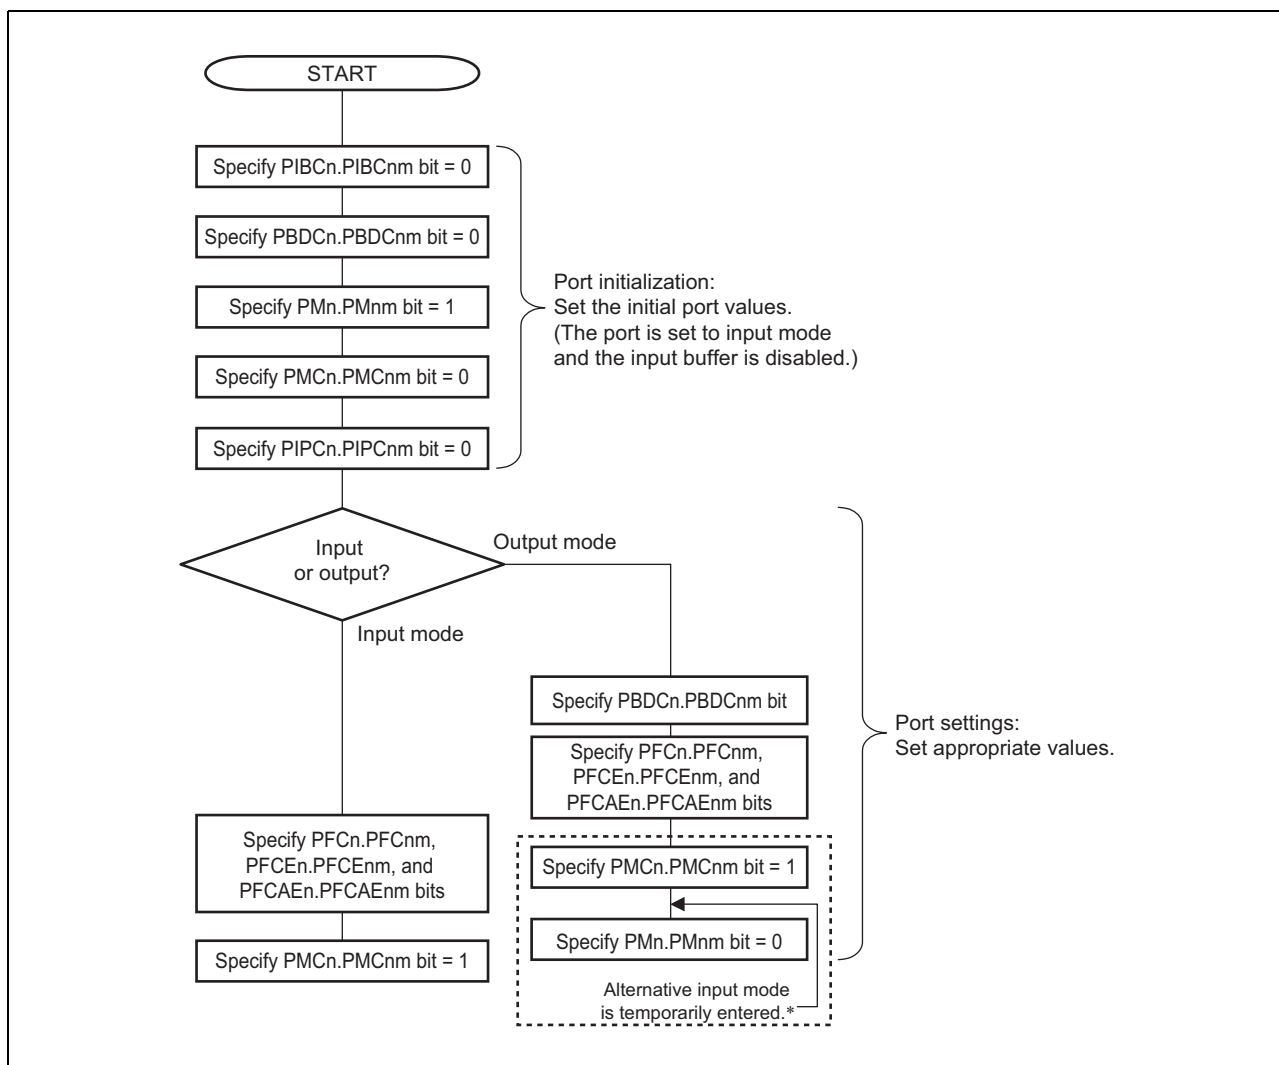 START
Specify PIBCn.PIBCnm bit = 0
Specify PBDCn.PBDCnm bit = 0
Specify PMn.PMnm bit = 1
Specify PMCn.PMCnm bit = 0
Specify PIPCn.PIPCnm bit = 0
Port initialization:
Set the initial port values.
(The port is set to input mode
and the input buffer is disabled.)
Input
or output?
Output mode
Input mode
Specify PBDCn.PBDCnm bit
Specify PFCn.PFCnm,
PFCEn.PFCEnm, and
PFCAEn.PFCAEnm bits
Specify PMCn.PMCnm bit = 1
Specify PMn.PMnm bit = 0
Alternative input mode
is temporarily entered.*
Specify PFCn.PFCnm,
PFCEn.PFCEnm, and
PFCAEn.PFCAEnm bits
Specify PMCn.PMCnm bit = 1
Port settings:
Set appropriate values.